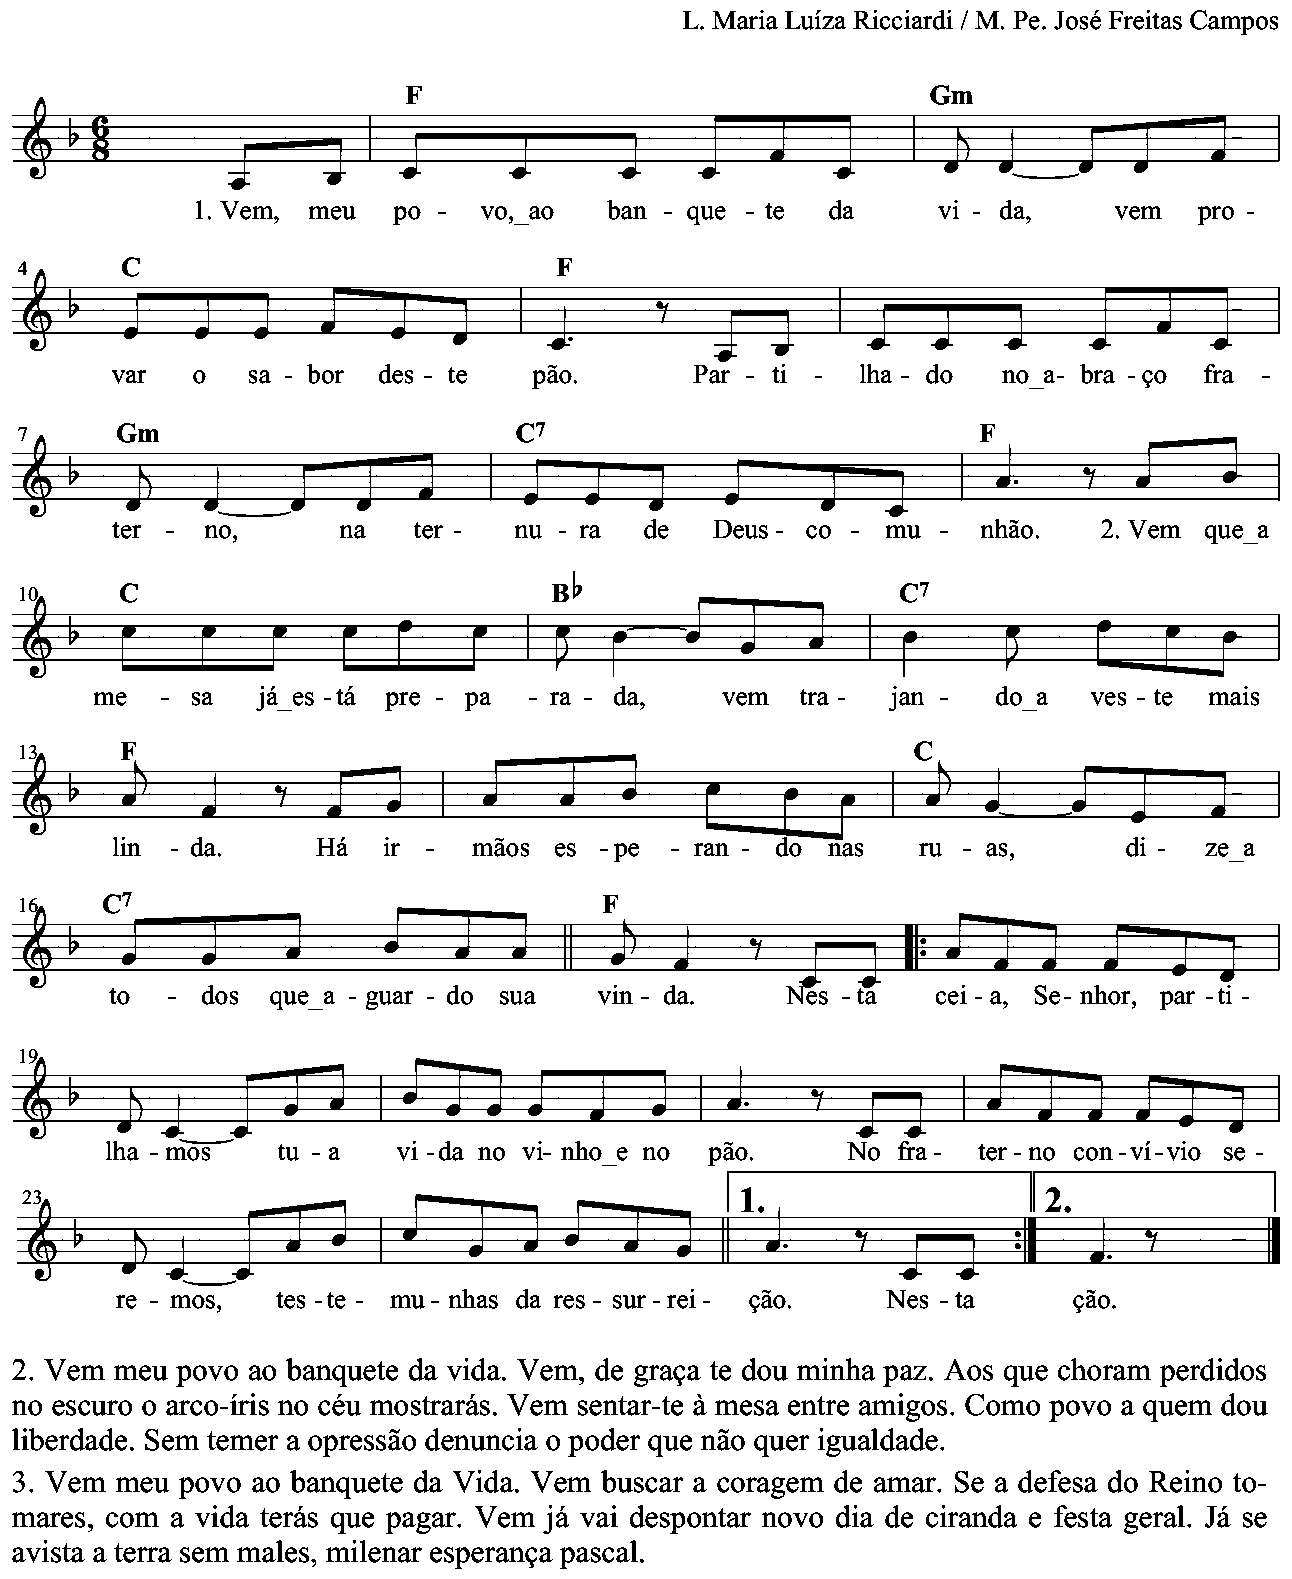 L. Maria Luíza Ricciardi / M. Pe. José Freitas Campos
F Gm
6
8
1. Vem, meu po - vo,_ao ban - que - te da vi - da, vem pro -
4 C F
var o sa - bor des - te pão. Par - ti - lha - do no_a - bra - ço fra -
7 Gm C7 F
ter - no, na ter - nu - ra de Deus - co - mu - nhão. 2. Vem que_a
10 C B♭ C7
me - sa já_es - tá pre - pa - ra - da, vem tra - jan - do_a ves - te mais
13 F C
lin - da. Há ir - mãos es - pe - ran - do nas ru - as, di - ze_a
16 C7 F
to - dos que_a - guar - do sua vin - da. Nes - ta cei - a, Se - nhor, par - ti -
19
lha - mos tu - a vi - da no vi - nho_e no pão. No fra - ter - no con - ví - vio se -
23 1. 2.
re - mos, tes - te - mu - nhas da res - sur - rei - ção. Nes - ta ção.
2. Vem meu povo ao banquete da vida. Vem, de graça te dou minha paz. Aos que choram perdidos
no escuro o arco-íris no céu mostrarás. Vem sentar-te à mesa entre amigos. Como povo a quem dou
liberdade. Sem temer a opressão denuncia o poder que não quer igualdade.
3. Vem meu povo ao banquete da Vida. Vem buscar a coragem de amar. Se a defesa do Reino to-
mares, com a vida terás que pagar. Vem já vai despontar novo dia de ciranda e festa geral. Já se
avista a terra sem males, milenar esperança pascal.